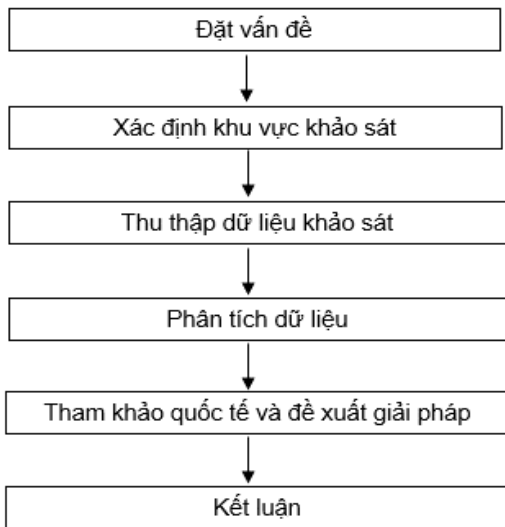 Đặt vấn đề
Xác định khu vực khảo sát
Thu thập dữ liệu khảo sát
Phân tích dữ liệu
Tham khảo quốc tế và đề xuất giải pháp
Kết luận